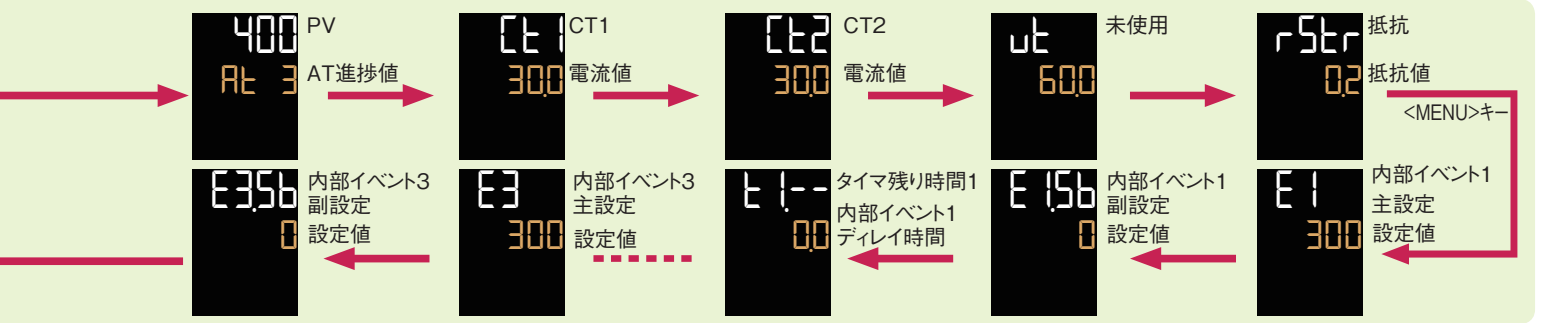 400
PV
At 3
AT進捗値
Ct1
CT1
30.0
電流値
Ct2
CT2
30.0
電流値
ut
未使用
60.0
rStr
抵抗
0.2
抵抗値
<MENU>キー
E3.Sb
内部イベント3
副設定
0
設定値
E3
内部イベント3
主設定
300
設定値
t1.--
タイマ残り時間1
内部イベント1
0.0
ディレイ時間
E1.Sb
内部イベント1
副設定
0
設定値
E1
内部イベント1
主設定
300
設定値